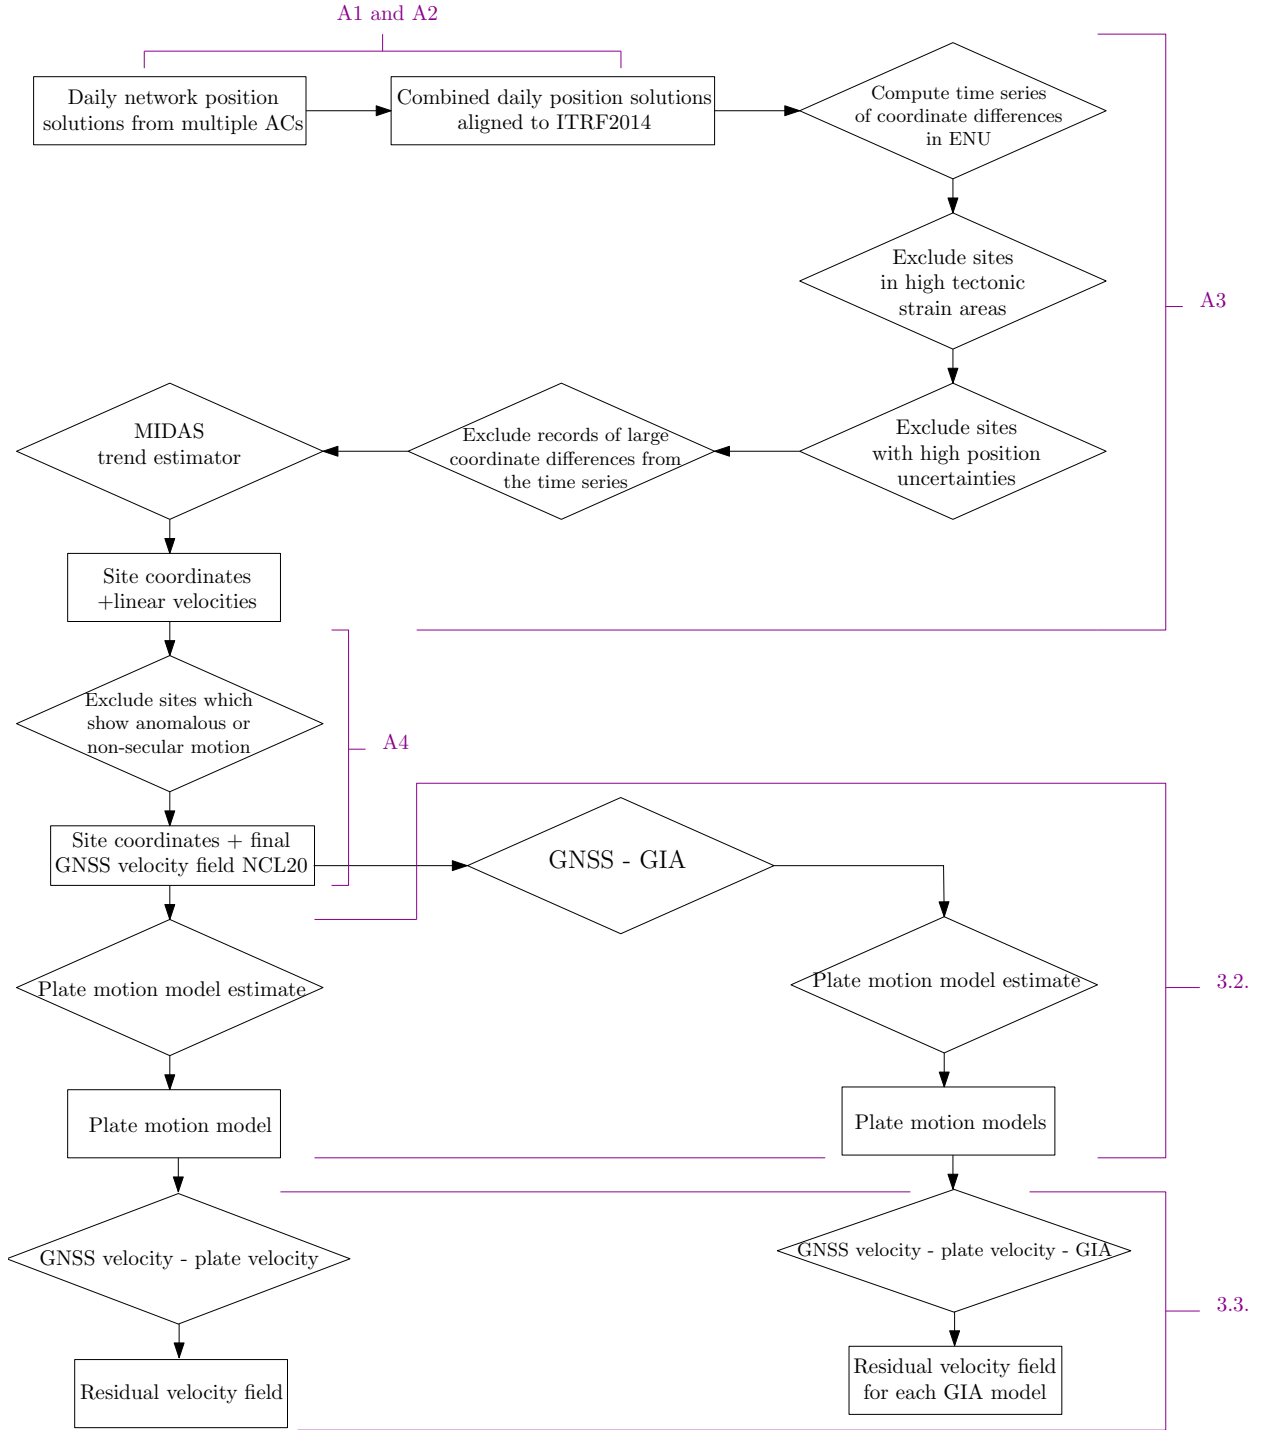 A1 and A2
Daily network position
solutions from multiple ACs
Combined daily position solutions
aligned to ITRF2014
Compute time series
of coordinate differences
in ENU
Exclude sites
in high tectonic
strain areas
A3
MIDAS
trend estimator
Exclude records of large
coordinate differences from
the time series
Exclude sites
with high position
uncertainties
Site coordinates
+linear velocities
Exclude sites which
show anomalous or
non-secular motion
A4
Site coordinates + final
GNSS velocity field NCL20
GNSS - GIA
Plate motion model estimate
Plate motion model estimate
3.2.
Plate motion model
Plate motion models
GNSS velocity - plate velocity
GNSS velocity - plate velocity - GIA
3.3.
Residual velocity field
Residual velocity field
for each GIA model